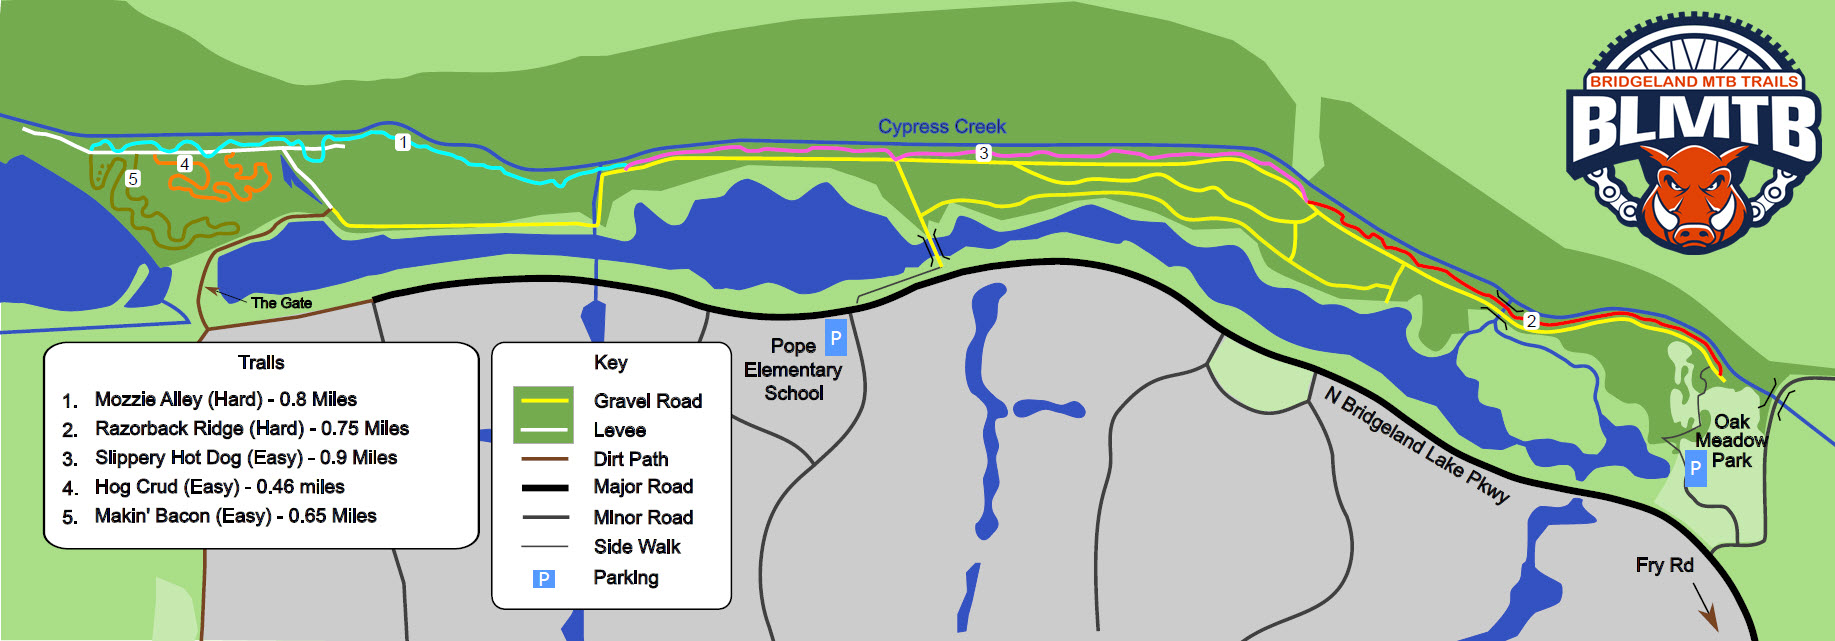 BRIDGELAND MTB TRAILS
BLMTB
Cypress Creek
1
3
4
5
2
The Gate
P
Pope
Elementary
School
N Bridgeland Lake Pkwy
Oak
Meadow
Park
P
Fry Rd
Trails
1. Mozzie Alley (Hard) - 0.8 Miles
2. Razorback Ridge (Hard) - 0.75 Miles
3. Slippery Hot Dog (Easy) - 0.9 Miles
4. Hog Crud (Easy) - 0.46 miles
5. Makin' Bacon (Easy) - 0.65 Miles
Key
Gravel Road
Levee
Dirt Path
Major Road
MInor Road
Side Walk
P Parking